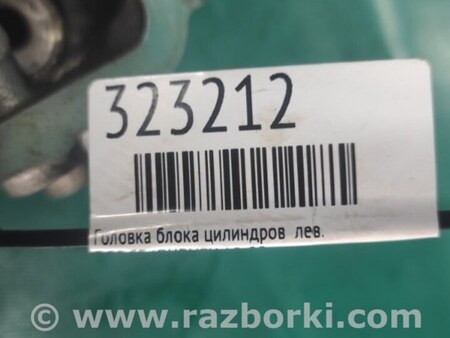 323212
Головка блока цилиндров лев.
© www.razborki.com